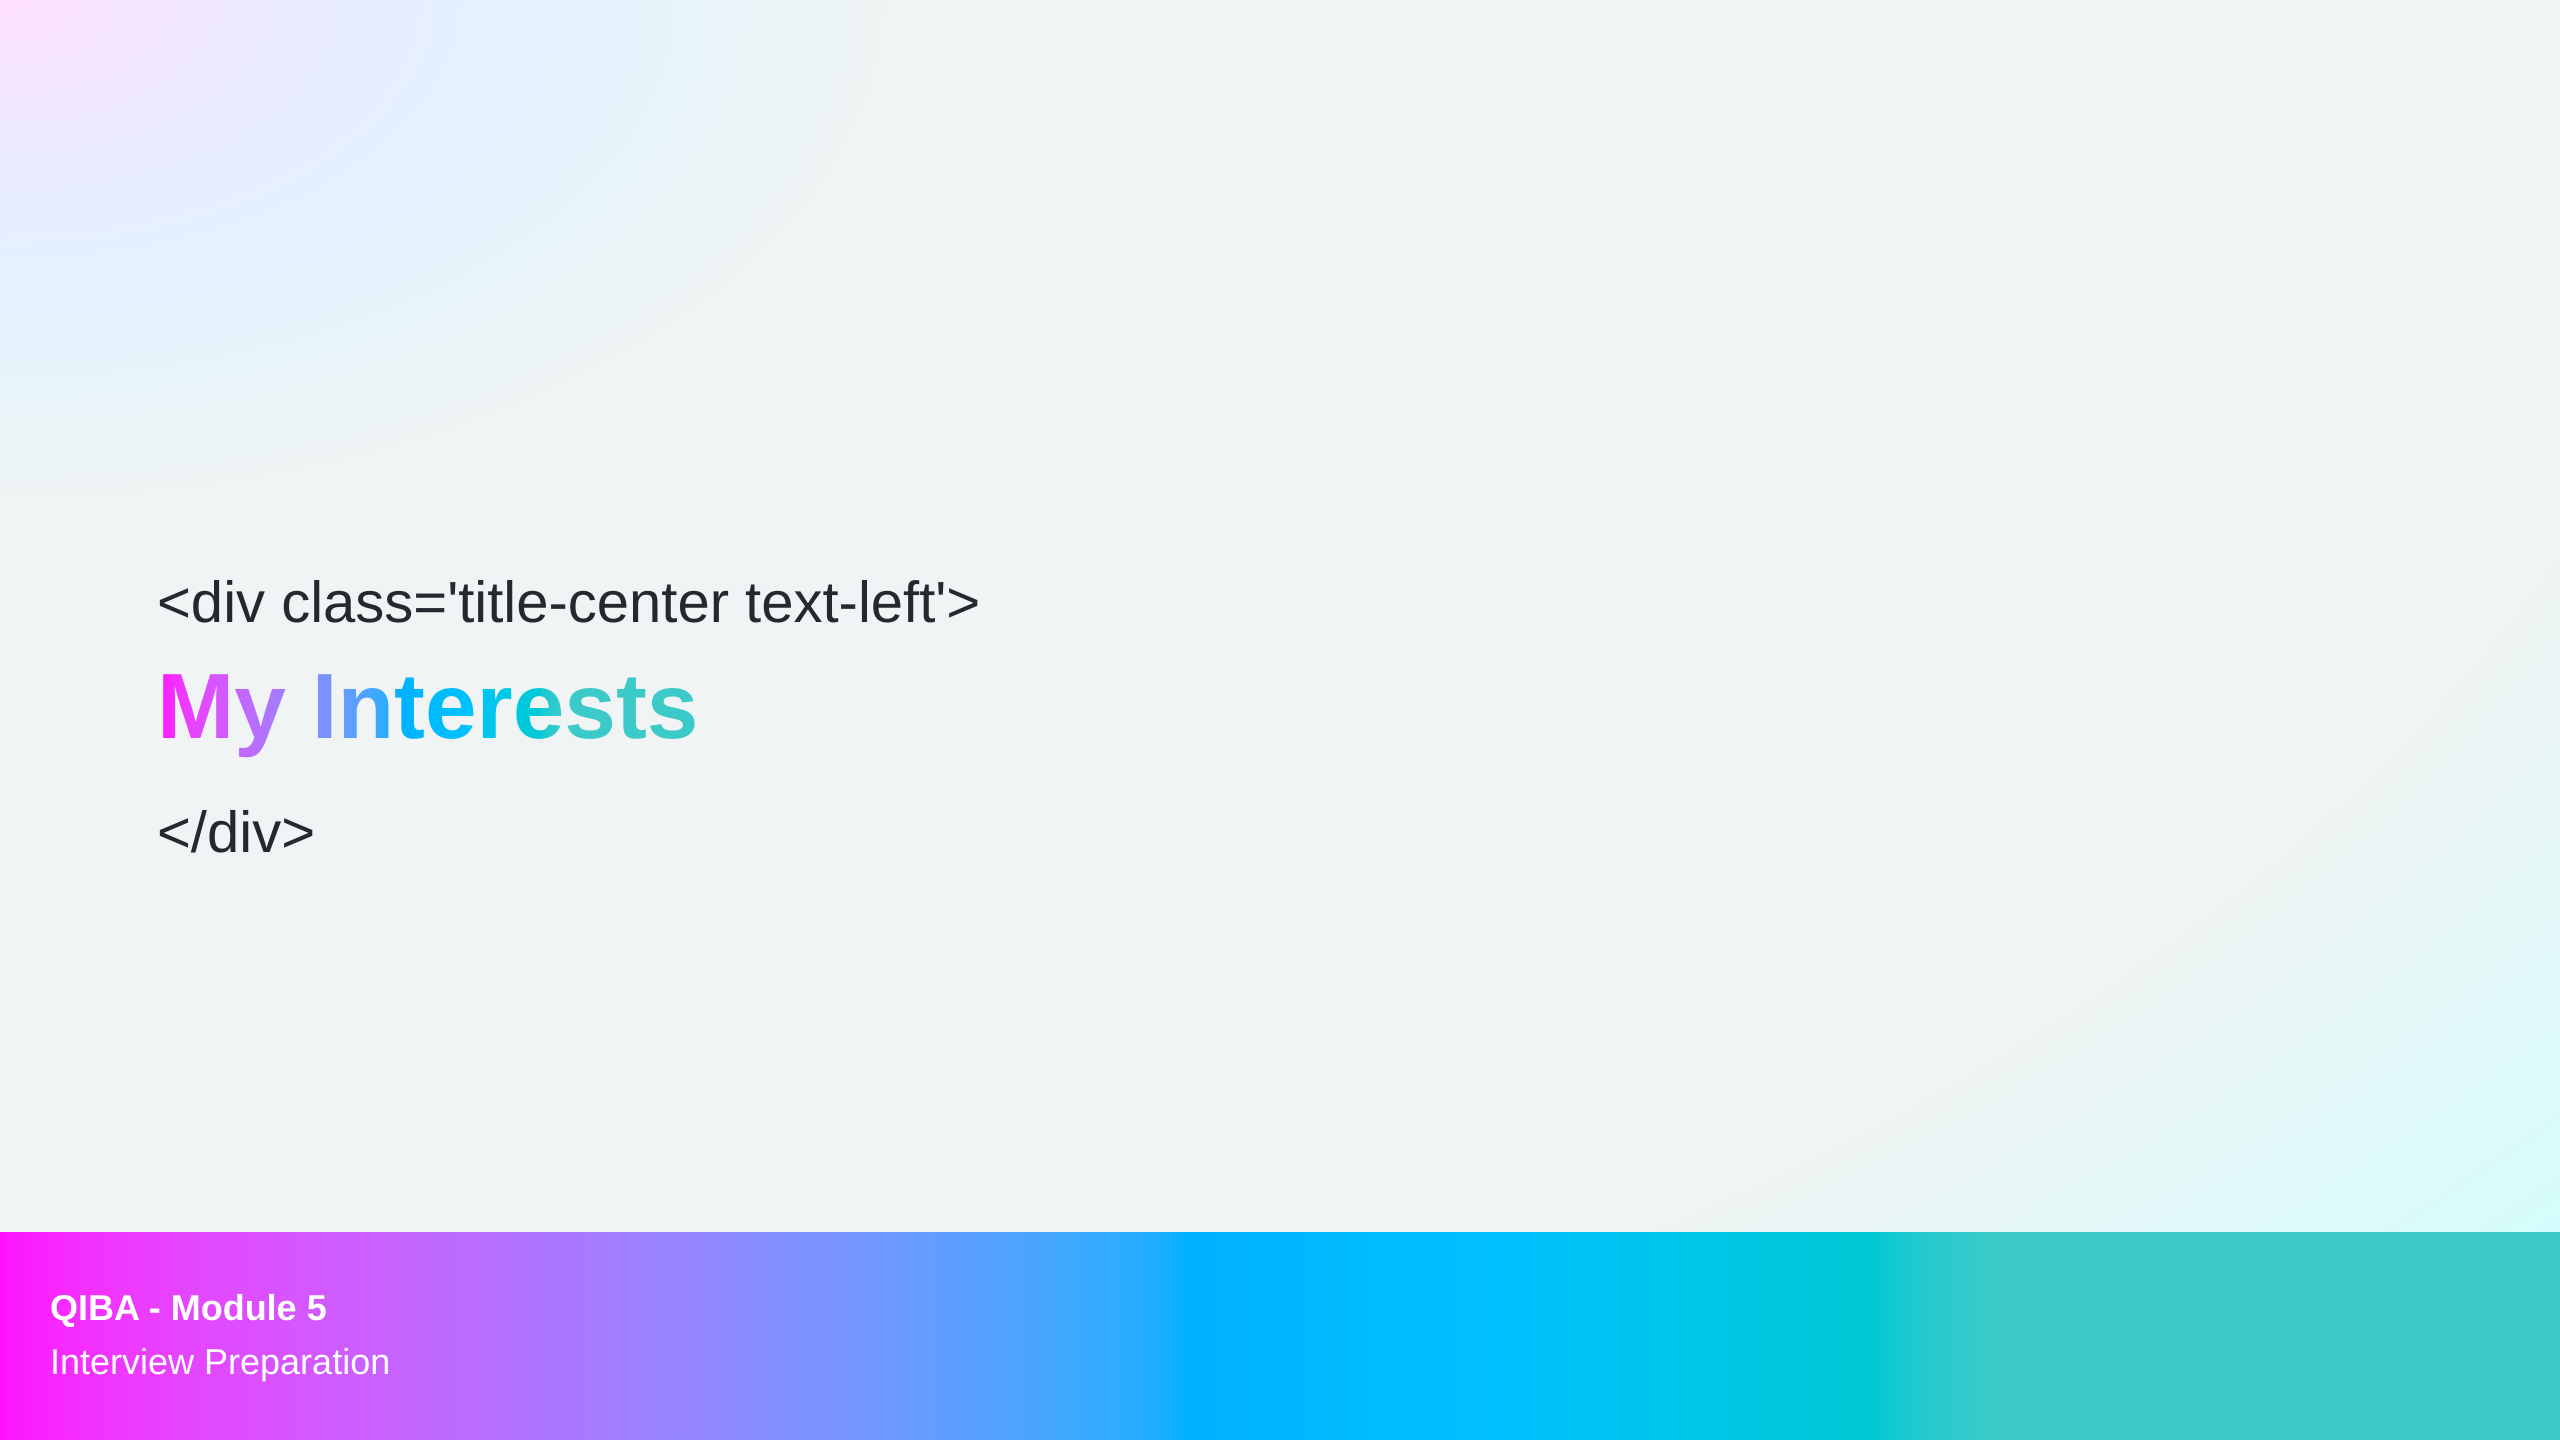 <div class='title-center text-left'>
My Interests
</div>
QIBA - Module 5
Interview Preparation